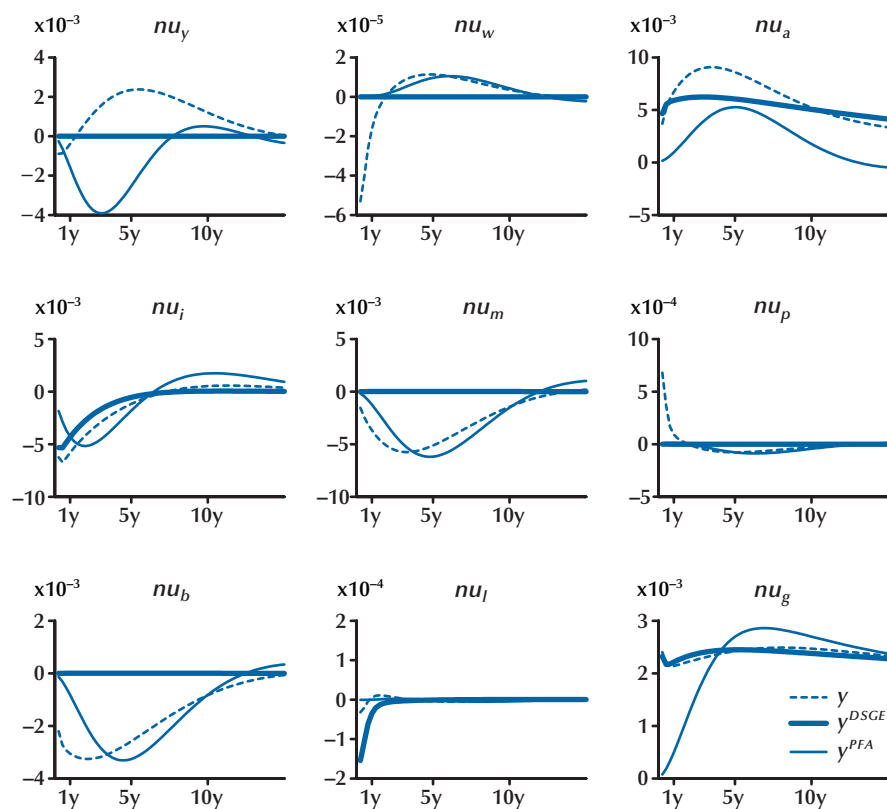 x10⁻³ nu_y
4
2
0
−2
−4
1y 5y 10y
x10⁻⁵ nu_w
2
0
−2
−4
−6
1y 5y 10y
x10⁻³ nu_a
10
5
0
−5
1y 5y 10y
x10⁻³ nu_i
5
0
−5
−10
1y 5y 10y
x10⁻³ nu_m
5
0
−5
−10
1y 5y 10y
x10⁻⁴ nu_p
10
5
0
−5
1y 5y 10y
x10⁻³ nu_b
2
0
−2
−4
1y 5y 10y
x10⁻⁴ nu_l
2
1
0
−1
−2
1y 5y 10y
x10⁻³ nu_g
3
2
1
0
1y 5y 10y
y
y^DSGE
y^PFA